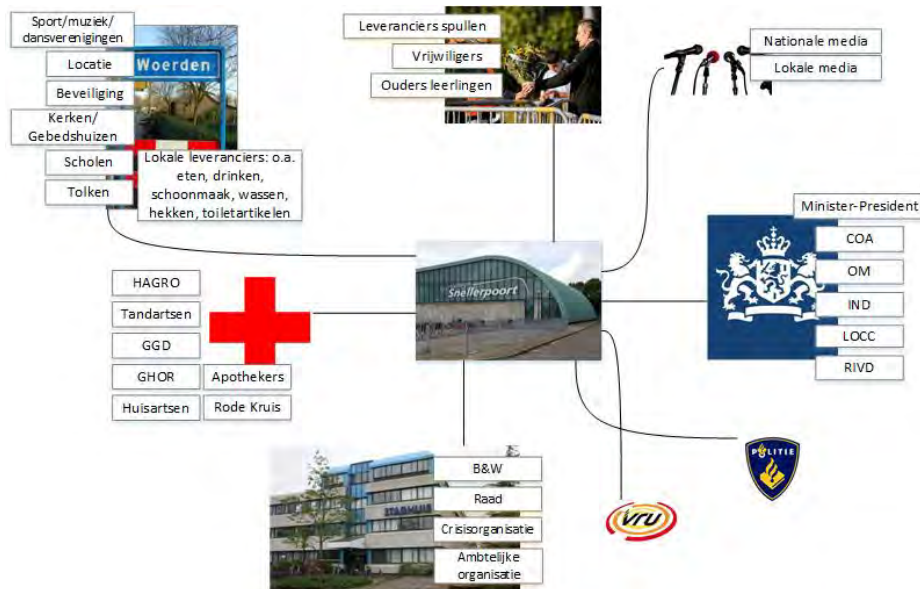 Sport/muziek/
dansverenigingen
Locatie
Beveiliging
Kerken/
Gebedshuizen
Scholen
Tolken
Woerden
Lokale leveranciers: o.a.
eten, drinken,
schoonmaak, wassen,
hekken, toiletartikelen
Leveranciers spullen
Vrijwiligers
Ouders leerlingen
Nationale media
Lokale media
Minister-President
COA
OM
IND
LOCC
RIVD
Snellerpoort
HAGRO
Tandartsen
GGD
GHOR
Apothekers
Huisartsen
Rode Kruis
B&W
Raad
Crisisorganisatie
Ambtelijke
organisatie
STADHUIS
vru
POLITIE